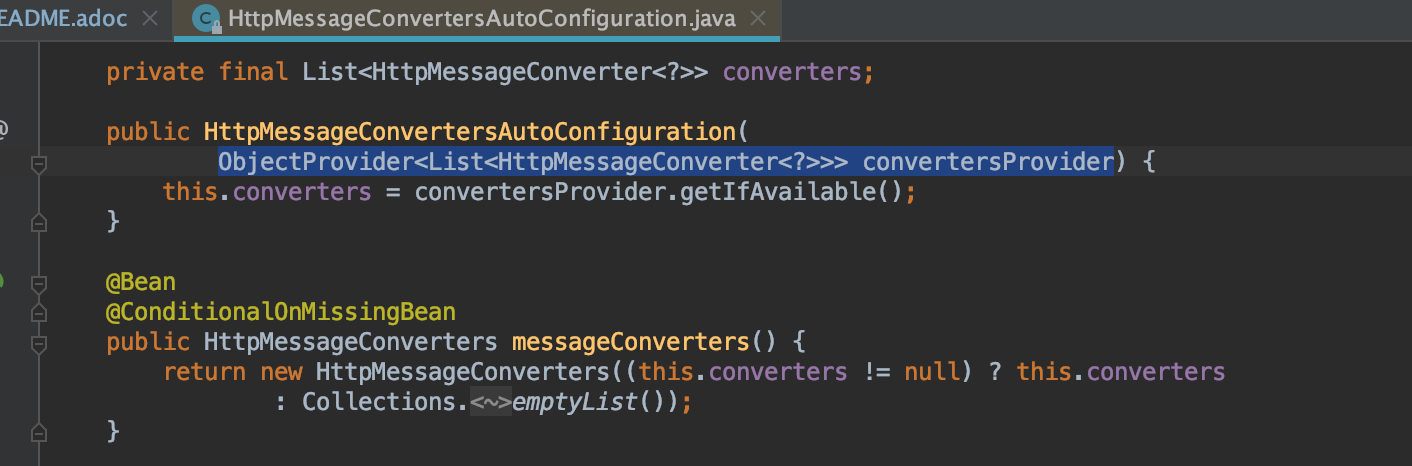 EADME.adoc HttpMessageConvertersAutoConfiguration.java
private final List<HttpMessageConverter<?>> converters;
public HttpMessageConvertersAutoConfiguration(
ObjectProvider<List<HttpMessageConverter<?>>> convertersProvider) {
this.converters = convertersProvider.getIfAvailable();
}
@Bean
@ConditionalOnMissingBean
public HttpMessageConverters messageConverters() {
return new HttpMessageConverters((this.converters != null) ? this.converters
: Collections.<~>emptyList());
}